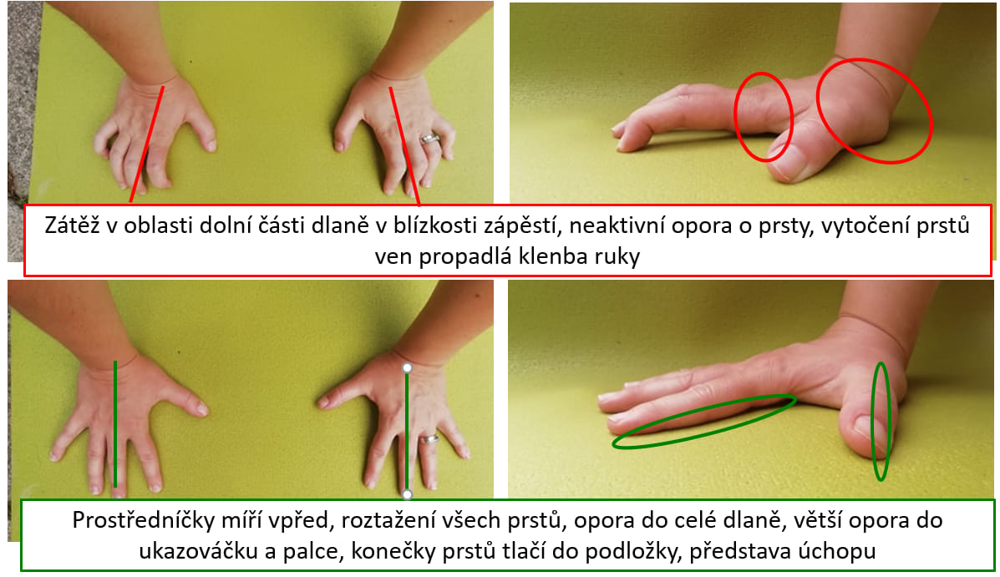 Zátěž v oblasti dolní části dlaně v blízkosti zápěstí, neaktivní opora o prsty, vytočení prstů
ven propadlá klenba ruky
Prostředníčky míří vpřed, roztažení všech prstů, opora do celé dlaně, větší opora do
ukazováčku a palce, konečky prstů tlačí do podložky, představa úchopu